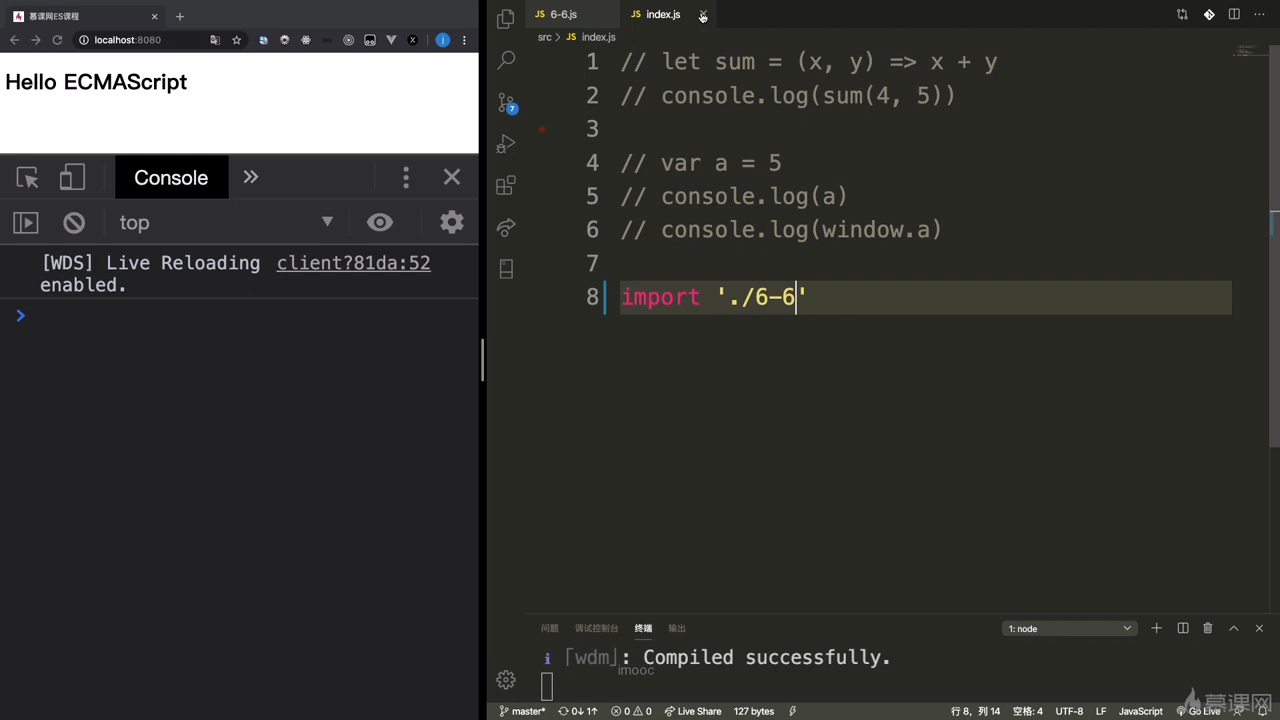 慕课网ES课程
localhost:8080
Hello ECMAScript
Console
top
[WDS] Live Reloading client?81da:52
enabled.
6-6.js
index.js
src > JS index.js
1 // let sum = (x, y) => x + y
2 // console.log(sum(4, 5))
3
4 // var a = 5
5 // console.log(a)
6 // console.log(window.a)
7
8 import './6-6'
7
问题 调试控制台 终端 输出
1: node
i ｢wdm｣: Compiled successfully.
imooc
master* 0↓ 1↑ 0 0 Live Share 127 bytes 行 8, 列 14 空格: 4 UTF-8 LF JavaScript Go Live
慕课网